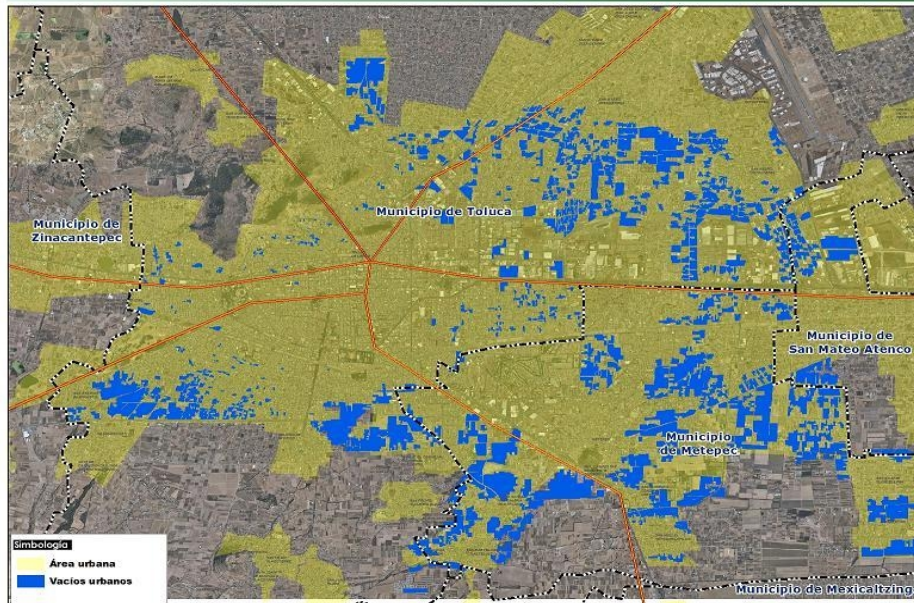 Municipio de Toluca
Municipio de
Zinacantepec
Municipio de
San Mateo Atenco
Municipio
de Metepec
Simbología
Área urbana
Vacíos urbanos
Municipio de Mexicaltzing